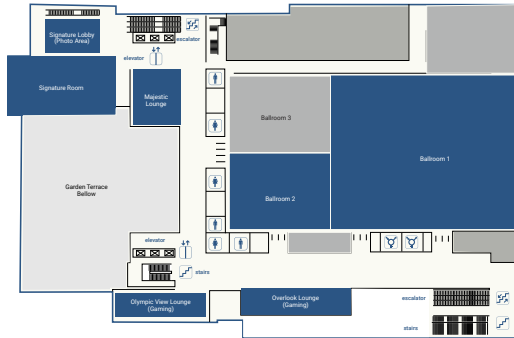 Signature Lobby
(Photo Area)
escalator
elevator
Signature Room
Majestic
Lounge
Ballroom 3
Ballroom 1
Garden Terrace
Bellow
Ballroom 2
elevator
stairs
Olympic View Lounge
(Gaming)
Overlook Lounge
(Gaming)
escalator
stairs